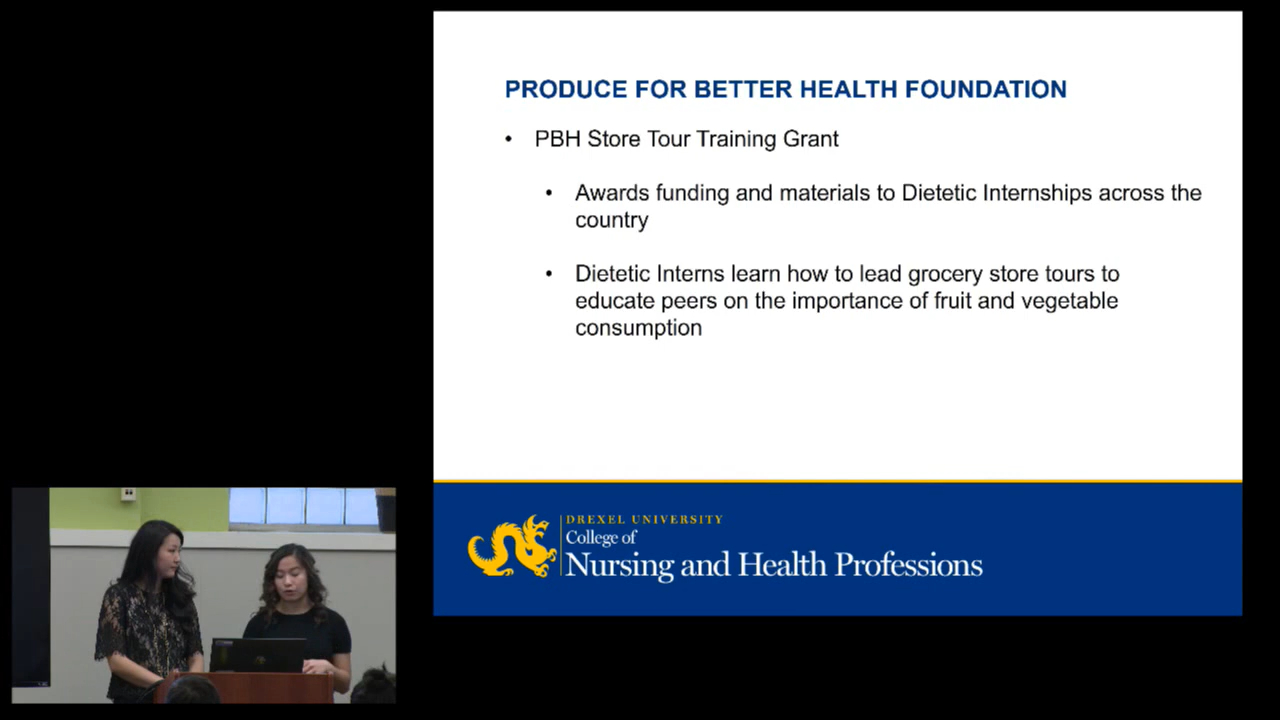 PRODUCE FOR BETTER HEALTH FOUNDATION
• PBH Store Tour Training Grant
• Awards funding and materials to Dietetic Internships across the
country
• Dietetic Interns learn how to lead grocery store tours to
educate peers on the importance of fruit and vegetable
consumption
DREXEL UNIVERSITY
College of
Nursing and Health Professions